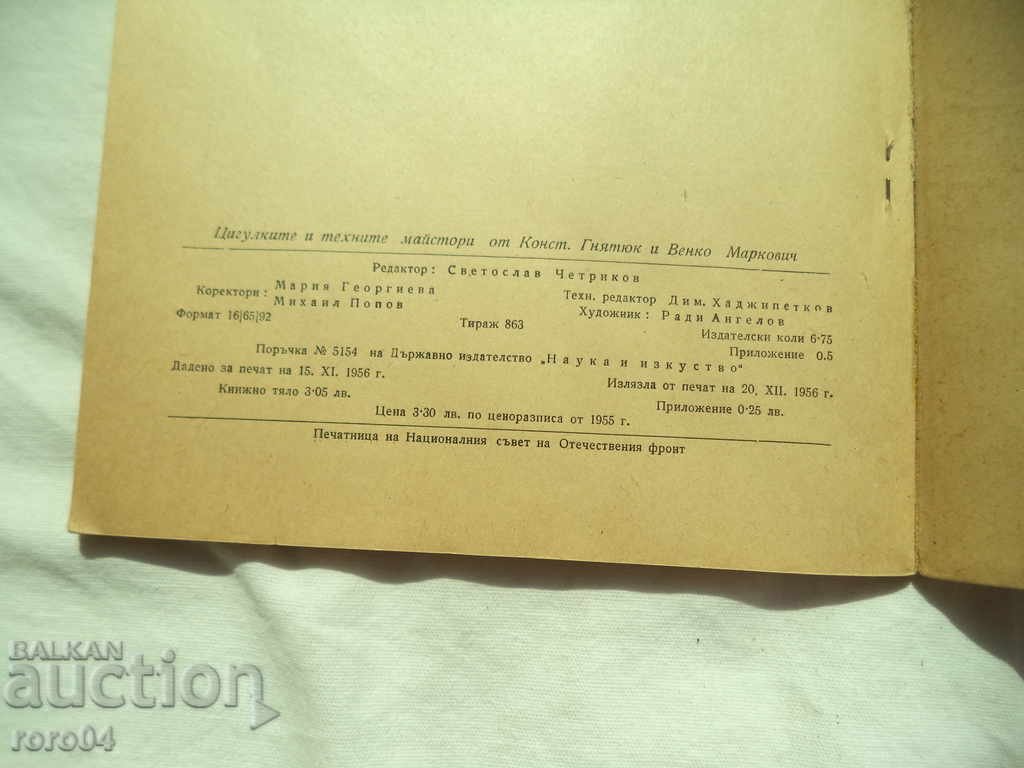 Цигулките и техните майстори от Конст. Гнятюк и Венко Маркович
Редактор: Светослав Четриков
Коректори: Мария Георгиева
Михаил Попов
Техн. редактор Дим. Хаджипетков
Художник: Ради Ангелов
Формат 16|65|92
Тираж 863
Издателски коли 6·75
Приложение 0.5
Поръчка № 5154 на Държавно издателство „Наука и изкуство“
Дадено за печат на 15. XI. 1956 г.
Излязла от печат на 20. XII. 1956 г.
Книжно тяло 3·05 лв.
Приложение 0·25 лв.
Цена 3·30 лв. по ценоразписа от 1955 г.
Печатница на Националния съвет на Отечествения фронт
BALKAN
auction
roro04